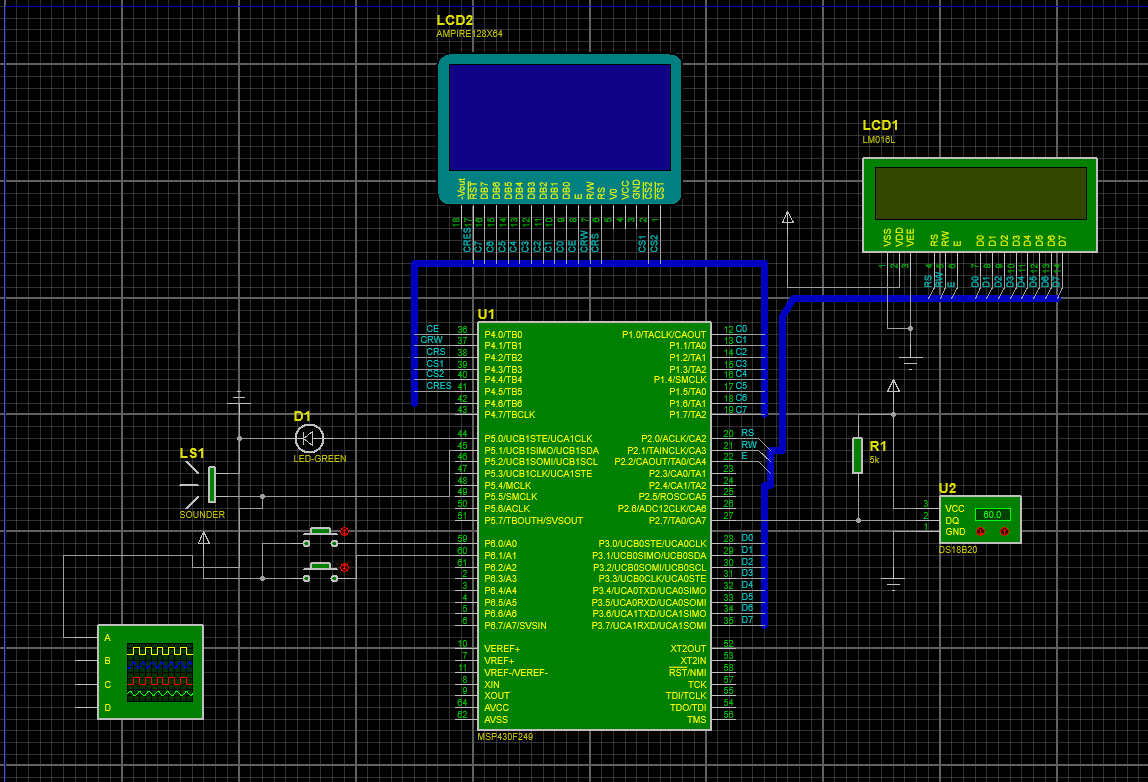 LCD2
AMPIRE128X64
-Vout
RST
DB7
DB6
DB5
DB4
DB3
DB2
DB1
DB0
E
R/W
RS
V0
VCC
GND
CS2
CS1
18
17
16
15
14
13
12
11
10
9
8
7
6
5
4
3
2
1
CRES
C7
C6
C5
C4
C3
C2
C1
C0
CE
CRW
CRS
CS1
CS2
LCD1
LM016L
VSS
VDD
VEE
RS
RW
E
D0
D1
D2
D3
D4
D5
D6
D7
1
2
3
4
5
6
7
8
9
10
11
12
13
14
RS
RW
E
D0
D1
D2
D3
D4
D5
D6
D7
U1
CE 36 P4.0/TB0 P1.0/TACLK/CAOUT 12 C0
CRW 37 P4.1/TB1 P1.1/TA0 13 C1
CRS 38 P4.2/TB2 P1.2/TA1 14 C2
CS1 39 P4.3/TB3 P1.3/TA2 15 C3
CS2 40 P4.4/TB4 P1.4/SMCLK 16 C4
CRES 41 P4.5/TB5 P1.5/TA0 17 C5
42 P4.6/TB6 P1.6/TA1 18 C6
43 P4.7/TBCLK P1.7/TA2 19 C7
44 P5.0/UCB1STE/UCA1CLK P2.0/ACLK/CA2 20 RS
45 P5.1/UCB1SIMO/UCB1SDA P2.1/TAINCLK/CA3 21 RW
46 P5.2/UCB1SOMI/UCB1SCL P2.2/CAOUT/TA0/CA4 22 E
47 P5.3/UCB1CLK/UCA1STE P2.3/CA0/TA1 23
48 P5.4/MCLK P2.4/CA1/TA2 24
49 P5.5/SMCLK P2.5/ROSC/CA5 25
50 P5.6/ACLK P2.6/ADC12CLK/CA6 26
51 P5.7/TBOUTH/SVSOUT P2.7/TA0/CA7 27
59 P6.0/A0 P3.0/UCB0STE/UCA0CLK 28 D0
60 P6.1/A1 P3.1/UCB0SIMO/UCB0SDA 29 D1
61 P6.2/A2 P3.2/UCB0SOMI/UCB0SCL 30 D2
2 P6.3/A3 P3.3/UCB0CLK/UCA0STE 31 D3
3 P6.4/A4 P3.4/UCA0TXD/UCA0SIMO 32 D4
4 P6.5/A5 P3.5/UCA0RXD/UCA0SOMI 33 D5
5 P6.6/A6 P3.6/UCA1TXD/UCA1SIMO 34 D6
6 P6.7/A7/SVSIN P3.7/UCA1RXD/UCA1SOMI 35 D7
10 VEREF+ XT2OUT 52
7 VREF+ XT2IN 53
11 VREF-/VEREF- RST/NMI 58
8 XIN TCK 57
9 XOUT TDI/TCLK 55
64 AVCC TDO/TDI 54
62 AVSS TMS 56
MSP430F249
D1
LED-GREEN
LS1
SOUNDER
A
B
C
D
R1
5k
U2
3 VCC
2 DQ
1 GND
60.0
DS18B20